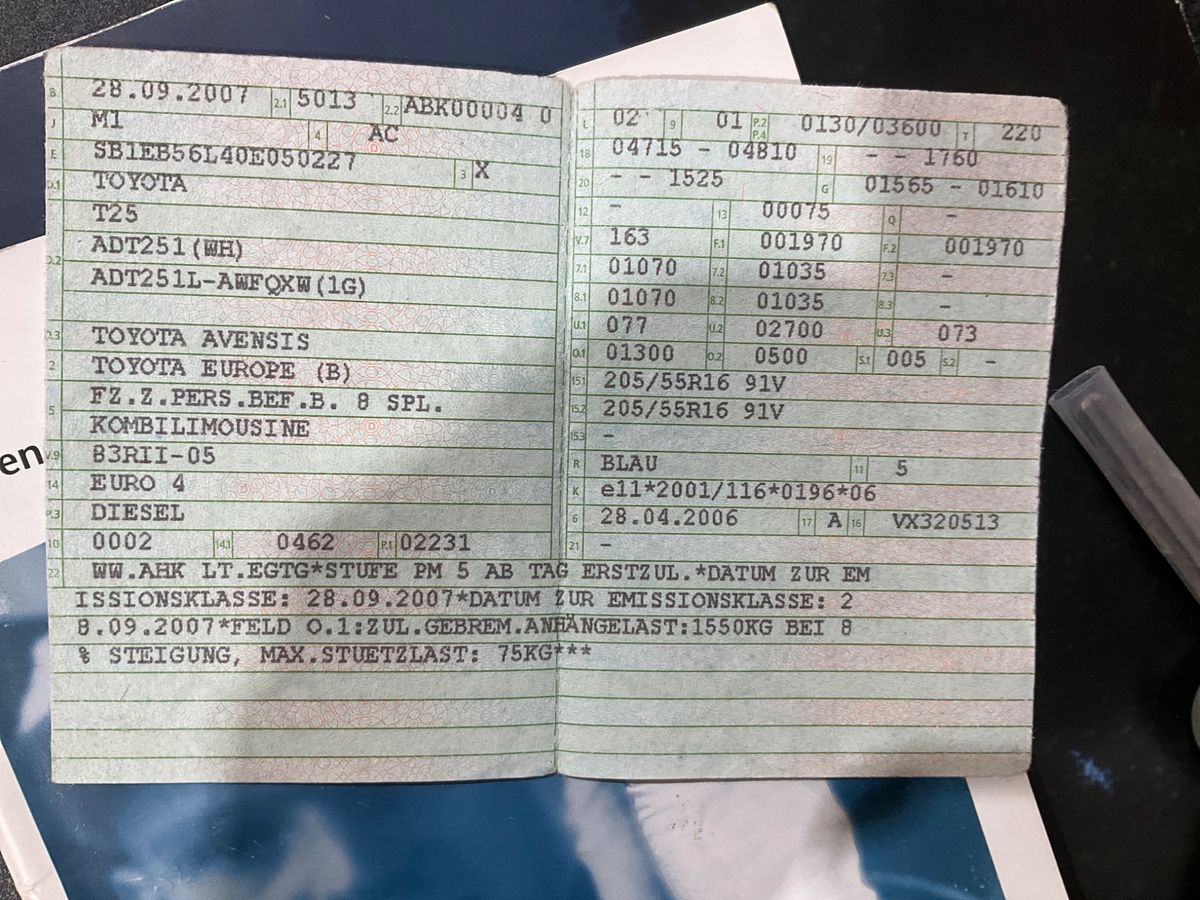 B 28.09.2007 2.1 5013 2.2 ABK00004 0
J M1 4 AC
E SB1EB56L40E050227 3 X
D.1 TOYOTA
T25
D.2 ADT251(WH)
ADT251L-AWFQXW(1G)
D.3 TOYOTA AVENSIS
2 TOYOTA EUROPE (B)
5 FZ.Z.PERS.BEF.B. 8 SPL.
KOMBILIMOUSINE
V.9 83RII-05
14 EURO 4
P.3 DIESEL
10 0002 14.1 0462 P.1 02231
L 02 9 01 P.2 P.4 0130/03600 T 220
18 04715 - 04810 19 - - 1760
20 - - 1525 G 01565 - 01610
12 - 13 00075 Q -
V.7 163 F.1 001970 F.2 001970
7.1 01070 7.2 01035 7.3 -
8.1 01070 8.2 01035 8.3 -
U.1 077 U.2 02700 U.3 073
O.1 01300 O.2 0500 S.1 005 S.2 -
15.1 205/55R16 91V
15.2 205/55R16 91V
15.3 -
R BLAU 11 5
K e11*2001/116*0196*06
6 28.04.2006 17 A 16 VX320513
21 -
22 WW.AHK LT.EGTG*STUFE PM 5 AB TAG ERSTZUL.*DATUM ZUR EM
ISSIONSKLASSE: 28.09.2007*DATUM ZUR EMISSIONSKLASSE: 2
8.09.2007*FELD O.1:ZUL.GEBREM.ANHÄNGELAST:1550KG BEI 8
% STEIGUNG, MAX.STUETZLAST: 75KG***
en